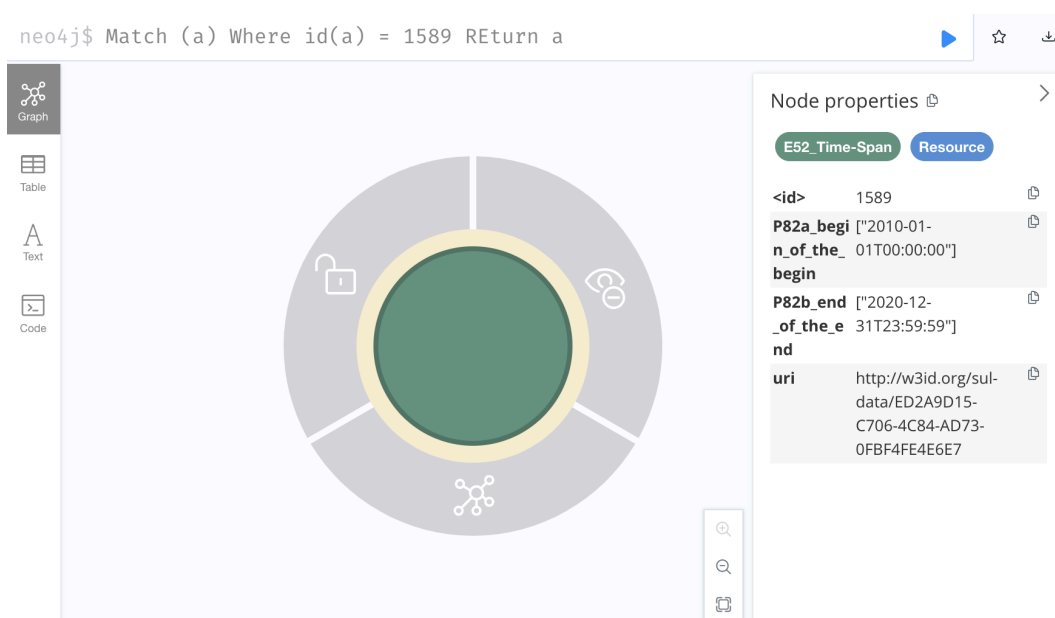 neo4j$ Match (a) Where id(a) = 1589 REturn a
Graph
Table
Text
Code
Node properties
E52_Time-Span Resource
<id> 1589
P82a_begi ["2010-01-
n_of_the_ 01T00:00:00"]
begin
P82b_end ["2020-12-
_of_the_e 31T23:59:59"]
nd
uri http://w3id.org/sul-
data/ED2A9D15-
C706-4C84-AD73-
0FBF4FE4E6E7